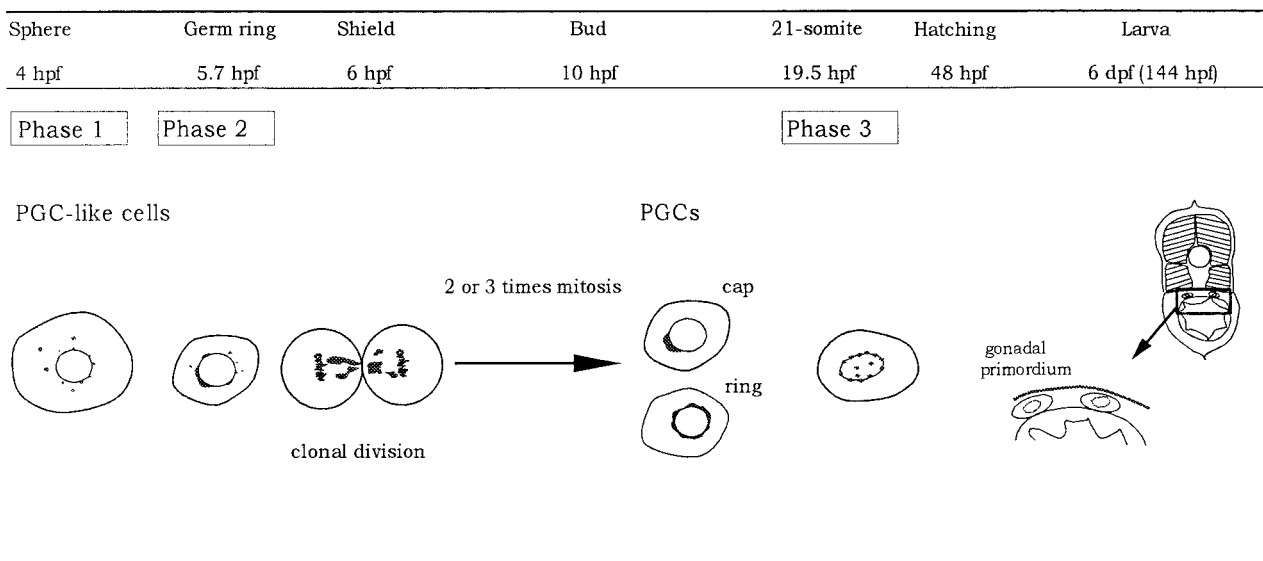 Sphere Germ ring Shield Bud 21-somite Hatching Larva
4 hpf 5.7 hpf 6 hpf 10 hpf 19.5 hpf 48 hpf 6 dpf (144 hpf)
Phase 1 Phase 2 Phase 3
PGC-like cells PGCs
2 or 3 times mitosis cap
gonadal
primordium
ring
clonal division